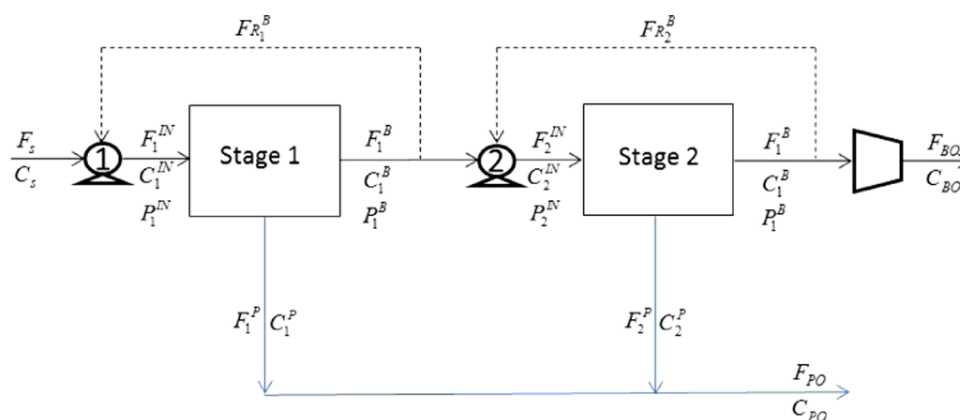 F_{R_1}^B
F_{R_2}^B
F_s
C_s
1
F_1^{IN}
C_1^{IN}
P_1^{IN}
Stage 1
F_1^B
C_1^B
P_1^B
2
F_2^{IN}
C_2^{IN}
P_2^{IN}
Stage 2
F_1^B
C_1^B
P_1^B
F_{BO}
C_{BO}
F_1^P C_1^P
F_2^P C_2^P
F_{PO}
C_{PO}